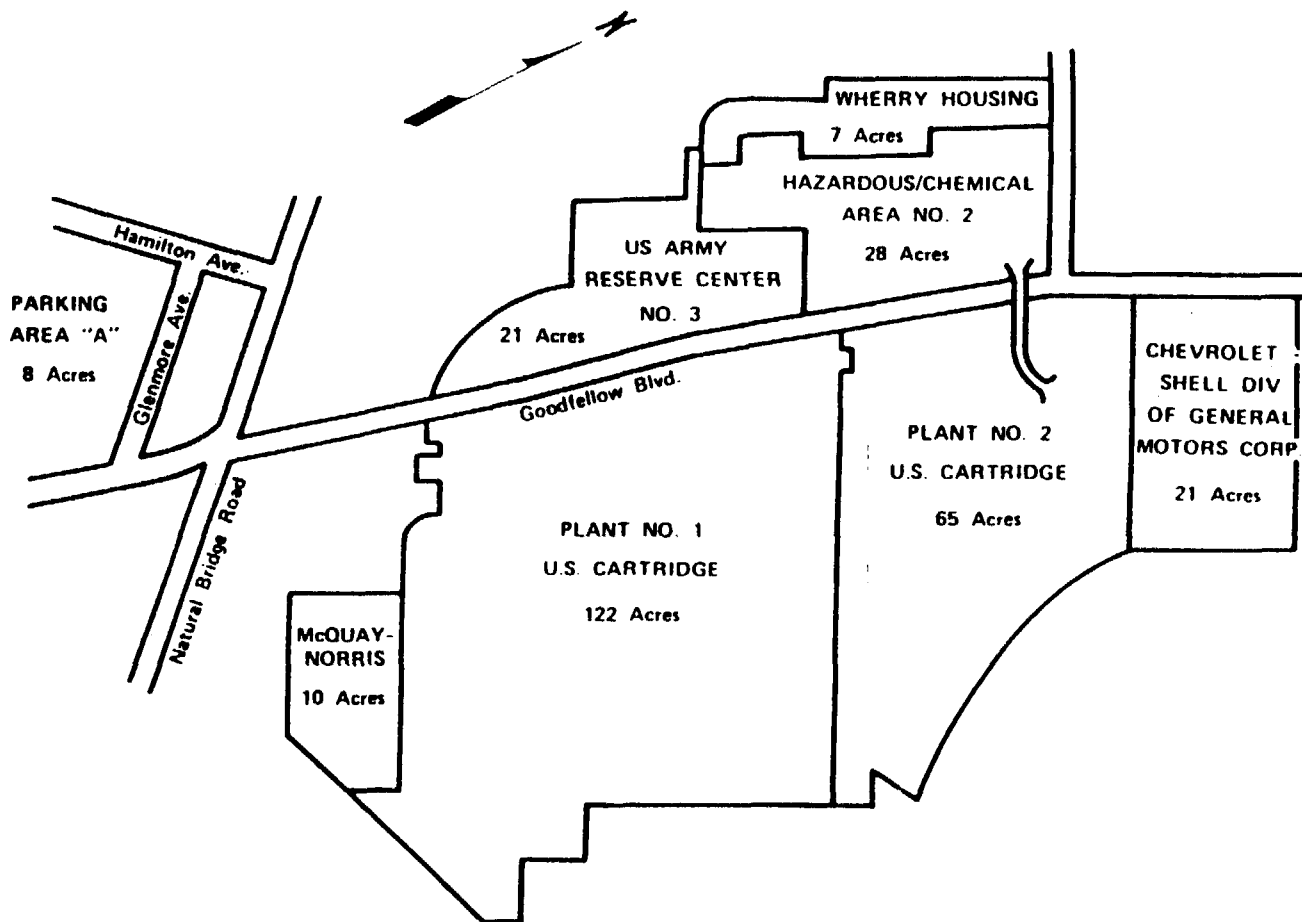 N
WHERRY HOUSING
7 Acres
HAZARDOUS/CHEMICAL
AREA NO. 2
28 Acres
US ARMY
RESERVE CENTER
NO. 3
21 Acres
Hamilton Ave.
Glenmore Ave.
PARKING
AREA "A"
8 Acres
Goodfellow Blvd.
Natural Bridge Road
CHEVROLET
SHELL DIV
OF GENERAL
MOTORS CORP.
21 Acres
PLANT NO. 2
U.S. CARTRIDGE
65 Acres
PLANT NO. 1
U.S. CARTRIDGE
122 Acres
McQUAY-
NORRIS
10 Acres